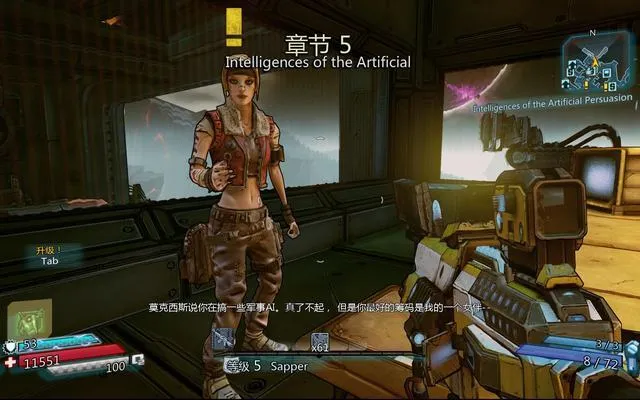 章节 5
Intelligences of the Artificial
N
Intelligences of the Artificial Persuasion
升级！
Tab
莫克西斯说你在搞一些军事AI。真了不起， 但是你最好的筹码是我的一个女伴--
x61
53
11551
100
等级 5 Sapper
3 / 3
8 / 72